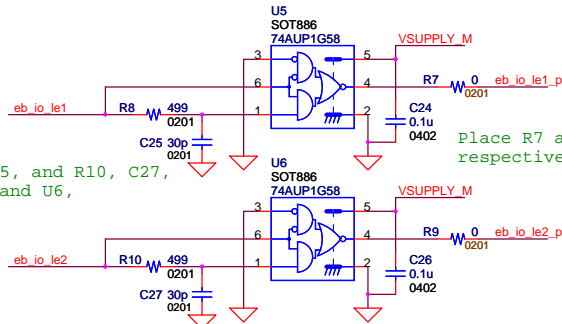 U5
SOT886
74AUP1G58
VSUPPLY_M
3
5
6
4
R7
0
eb_io_le1_p
0201
eb_io_le1
R8
499
1
2
0201
C24
0.1u
0402
C25
30p
0201
Place R7 a
respective
5, and R10, C27,
and U6,
U6
SOT886
74AUP1G58
VSUPPLY_M
3
5
6
4
R9
0
eb_io_le2_p
0201
eb_io_le2
R10
499
1
2
0201
C26
0.1u
0402
C27
30p
0201